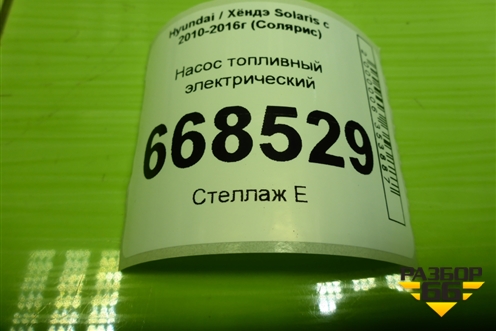 Hyundai / Хёндэ Solaris с
2010-2016г (Солярис)
Насос топливный
электрический
668529
Стеллаж Е
РАЗБОР
66